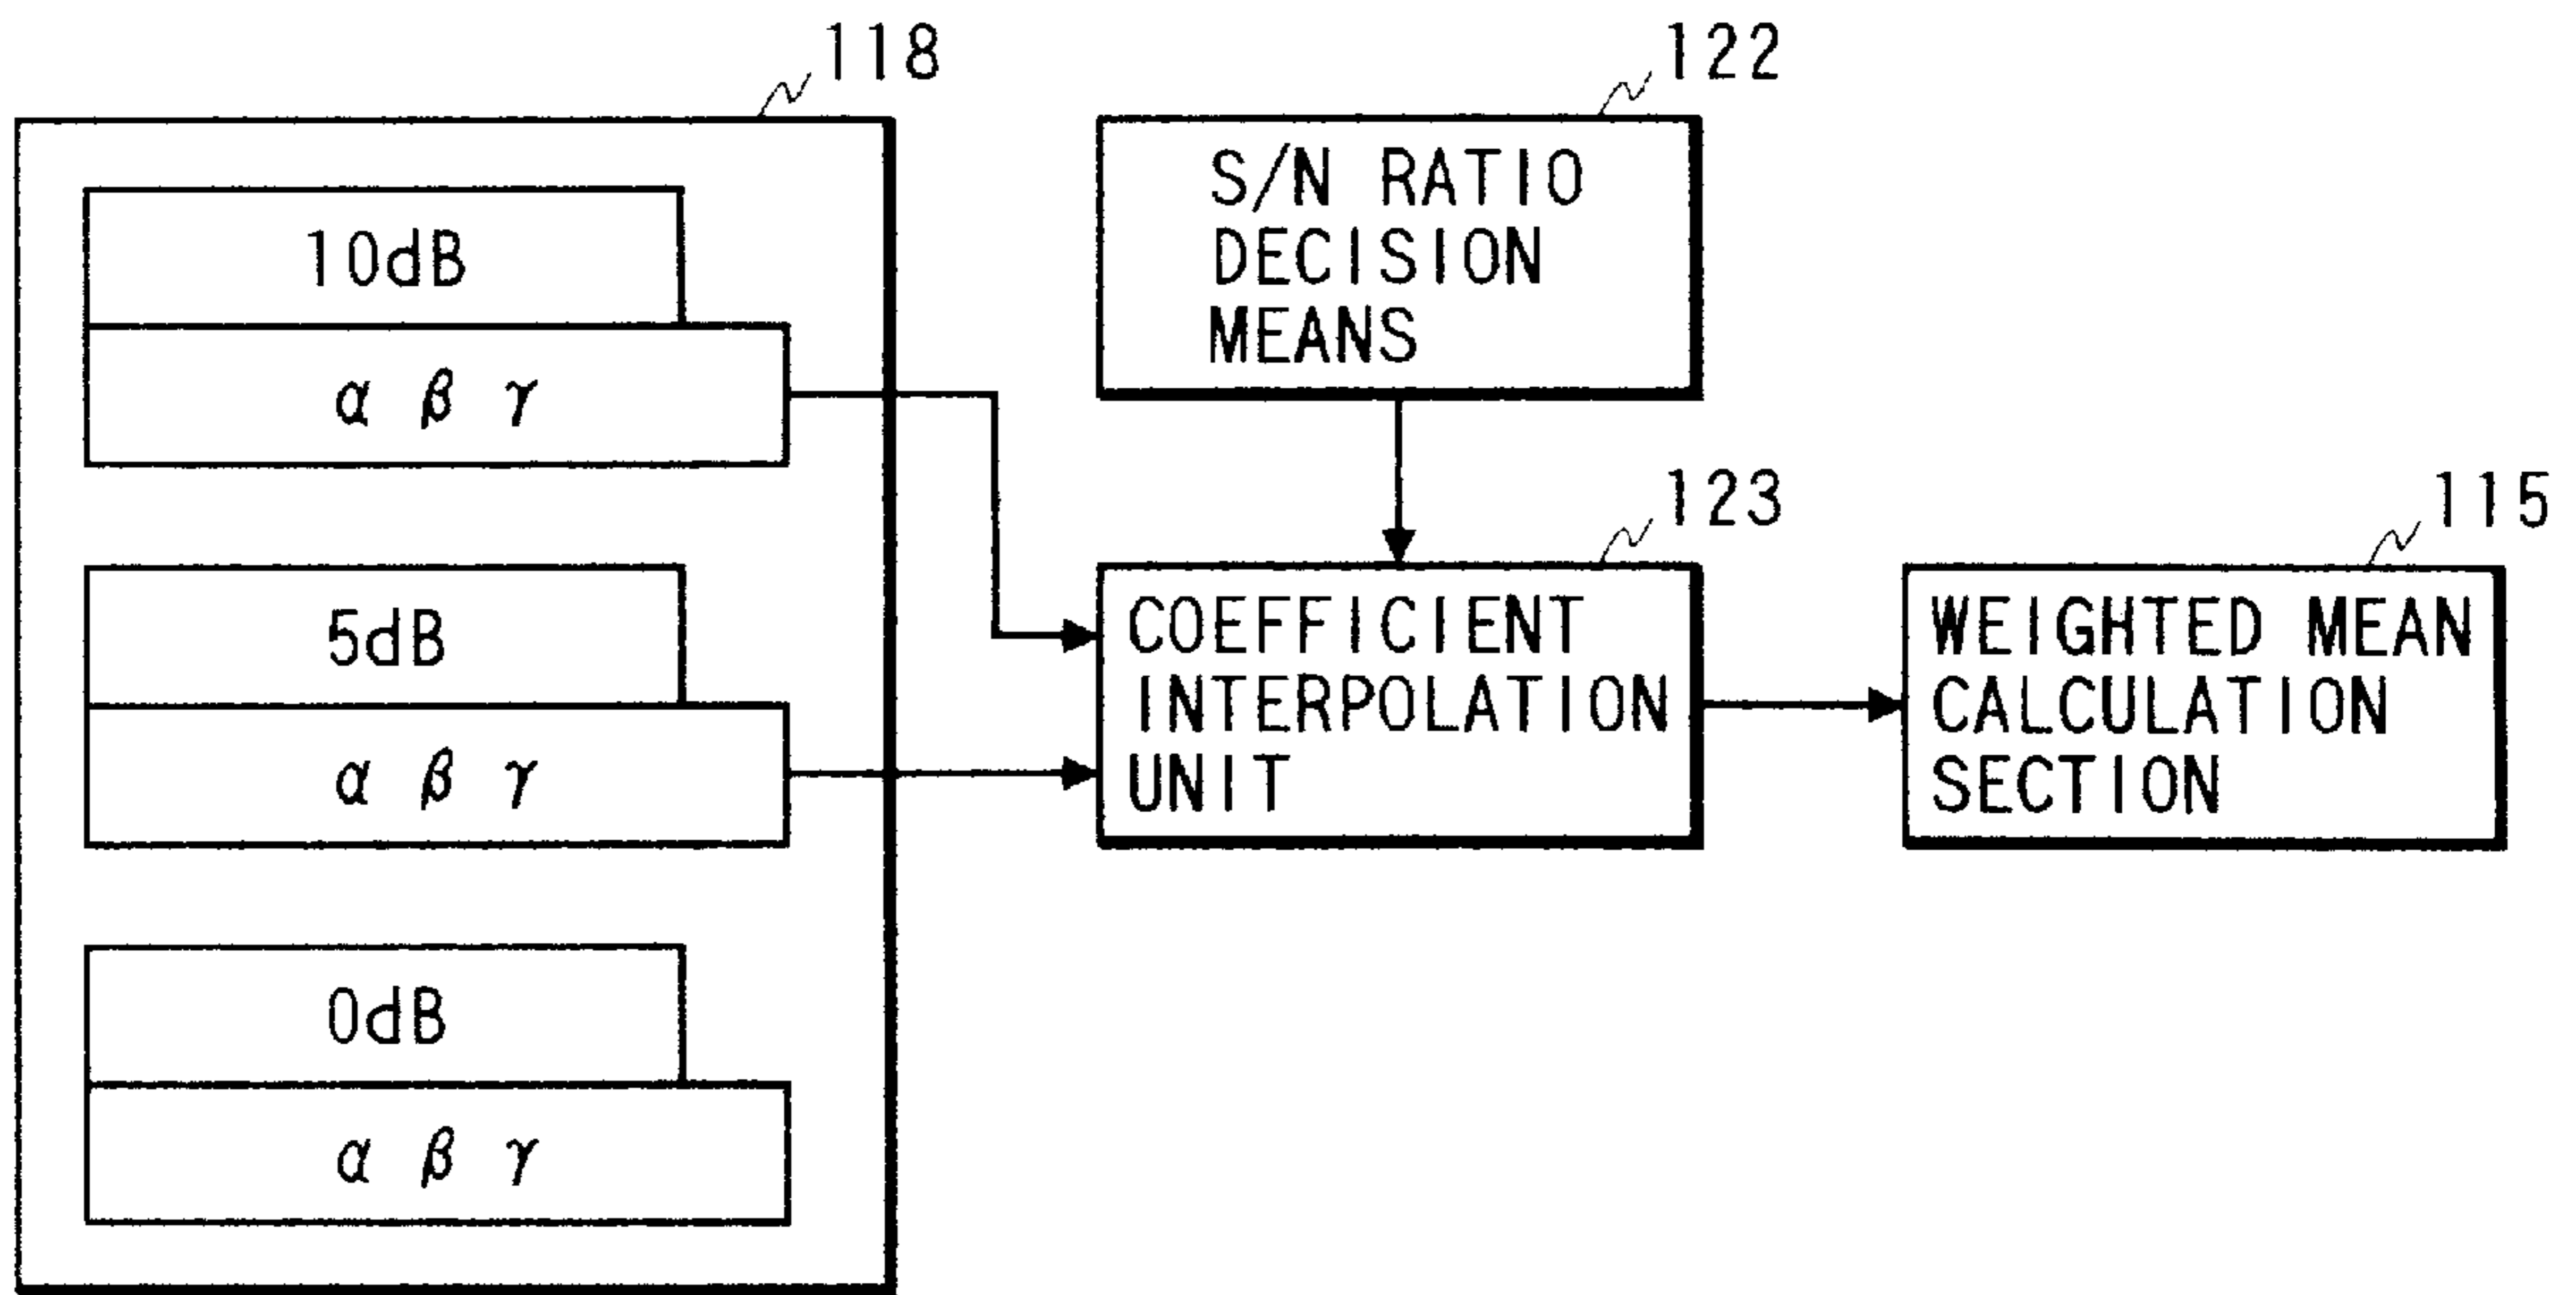 118
10dB
α β γ
5dB
α β γ
0dB
α β γ
122
S/N RATIO
DECISION
MEANS
123
COEFFICIENT
INTERPOLATION
UNIT
115
WEIGHTED MEAN
CALCULATION
SECTION